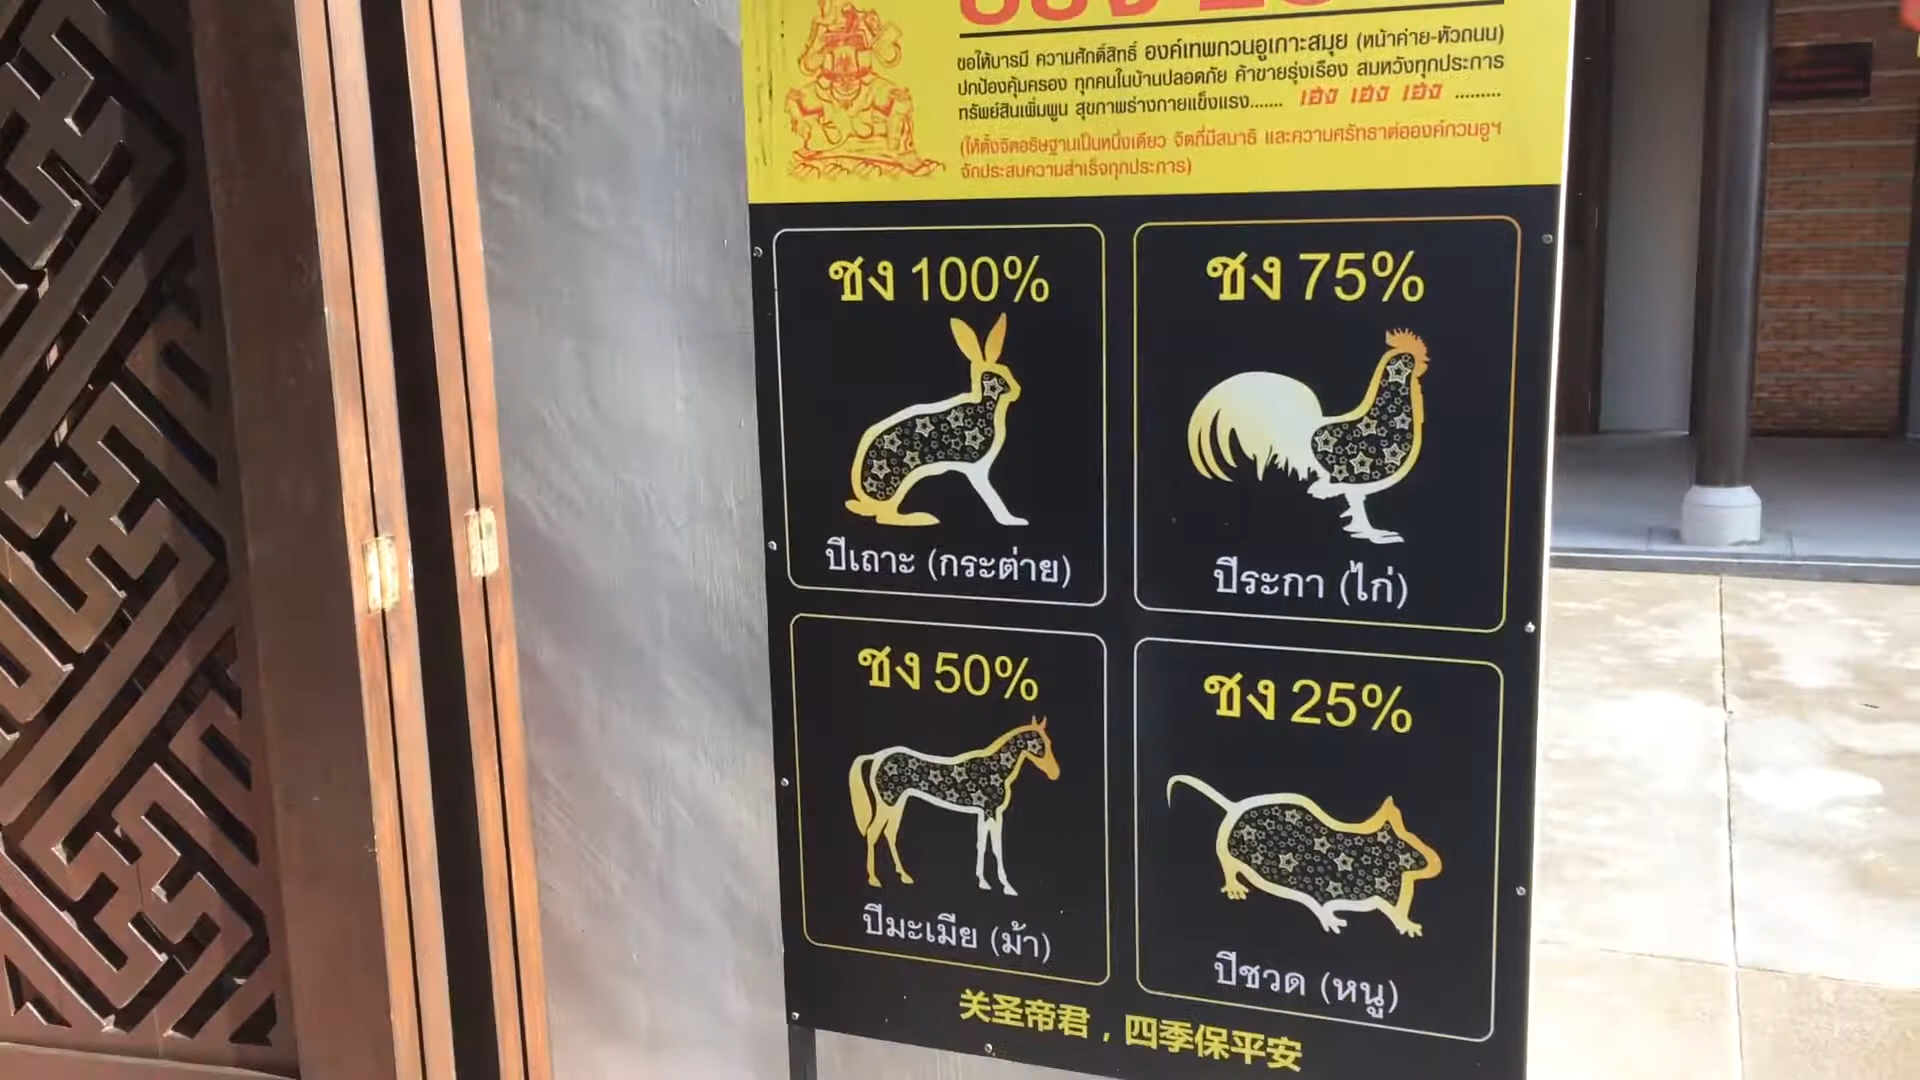 ขอให้บารมี ความศักดิ์สิทธิ์ องค์เทพกวนอูเกาะสมุย (หน้าค่าย-หัวถนน)
ปกป้องคุ้มครอง ทุกคนในบ้านปลอดภัย ค้าขายรุ่งเรือง สมหวังทุกประการ
ทรัพย์สินเพิ่มพูน สุขภาพร่างกายแข็งแรง....... เฮง เฮง เฮง .........
(ให้ตั้งจิตอธิษฐานเป็นหนึ่งเดียว จิตที่มีสมาธิ และความศรัทธาต่อองค์กวนอูฯ
จักประสบความสำเร็จทุกประการ)
ชง 100%
ปีเถาะ (กระต่าย)
ชง 75%
ปีระกา (ไก่)
ชง 50%
ปีมะเมีย (ม้า)
ชง 25%
ปีชวด (หนู)
关圣帝君，四季保平安